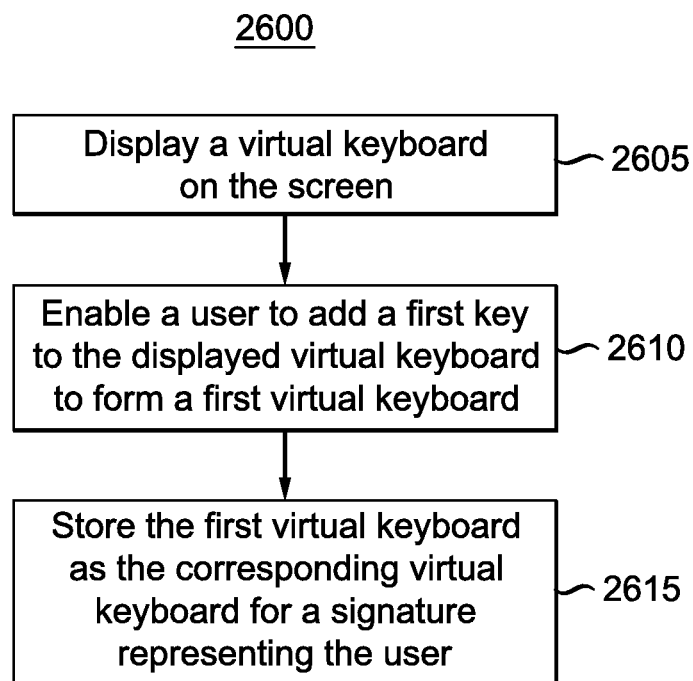 2600
Display a virtual keyboard
on the screen
2605
Enable a user to add a first key
to the displayed virtual keyboard
to form a first virtual keyboard
2610
Store the first virtual keyboard
as the corresponding virtual
keyboard for a signature
representing the user
2615